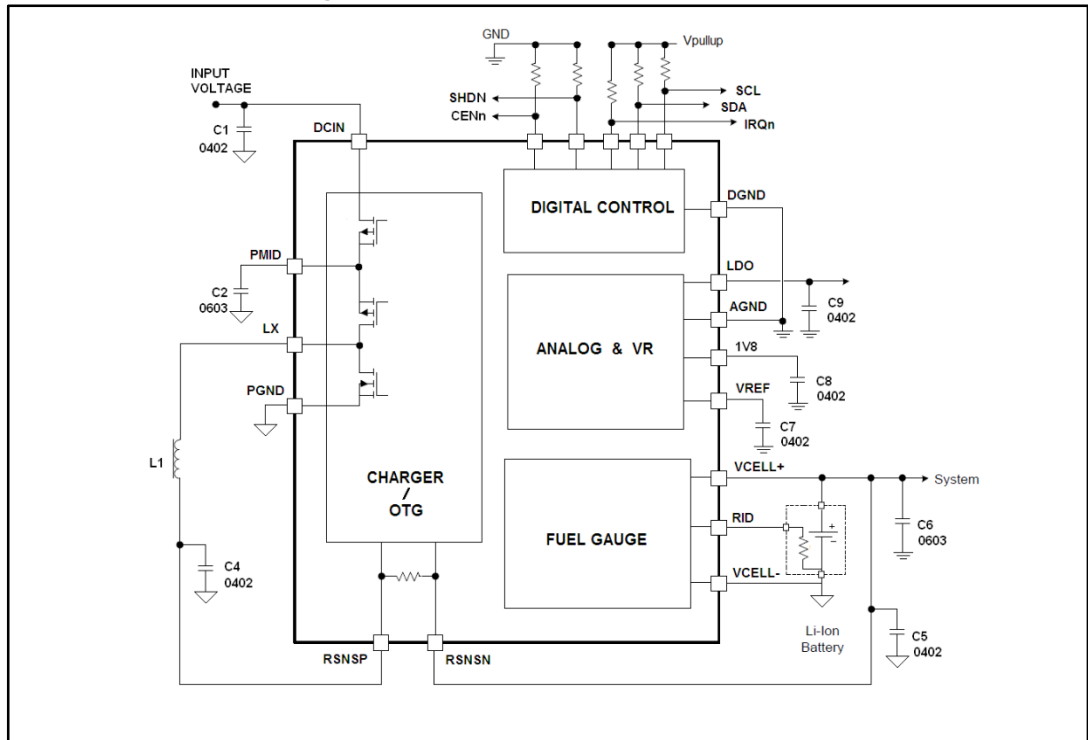 GND
Vpullup
INPUT
VOLTAGE
SCL
SHDN
SDA
CENn
IRQn
C1
0402
DCIN
DIGITAL CONTROL
DGND
PMID
LDO
C2
0603
C9
0402
AGND
LX
ANALOG & VR
1V8
C8
0402
PGND
VREF
C7
0402
L1
CHARGER
/
OTG
VCELL+
System
RID
+
–
C6
0603
FUEL GAUGE
C4
0402
VCELL-
Li-Ion
Battery
C5
0402
RSNSP
RSNSN